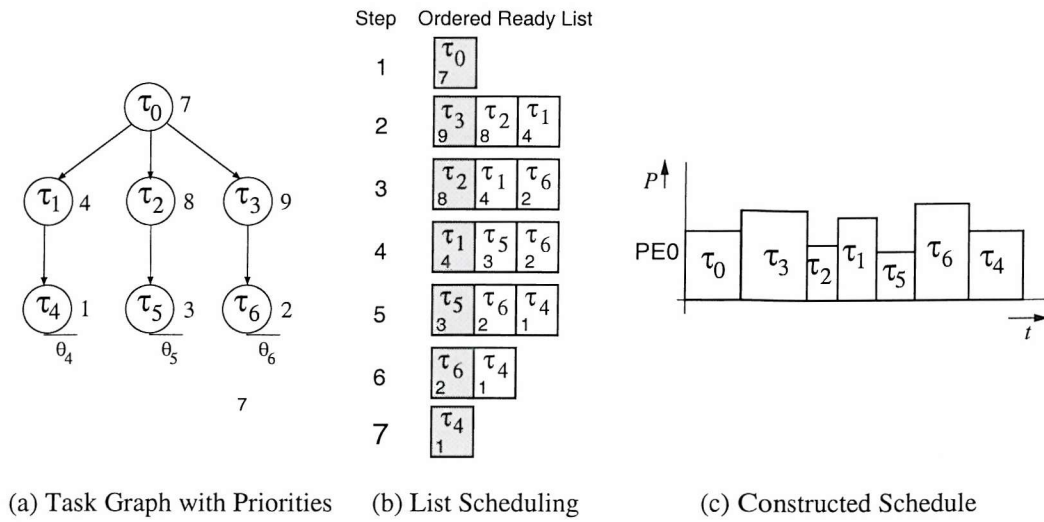 τ0 7
τ1 4 τ2 8 τ3 9
τ4 1 τ5 3 τ6 2
θ4 θ5 θ6
7
(a) Task Graph with Priorities
Step Ordered Ready List
1 τ0 7
2 τ3 9 τ2 8 τ1 4
3 τ2 8 τ1 4 τ6 2
4 τ1 4 τ5 3 τ6 2
5 τ5 3 τ6 2 τ4 1
6 τ6 2 τ4 1
7 τ4 1
(b) List Scheduling
P
PE0 τ0 τ3 τ2 τ1 τ5 τ6 τ4
t
(c) Constructed Schedule